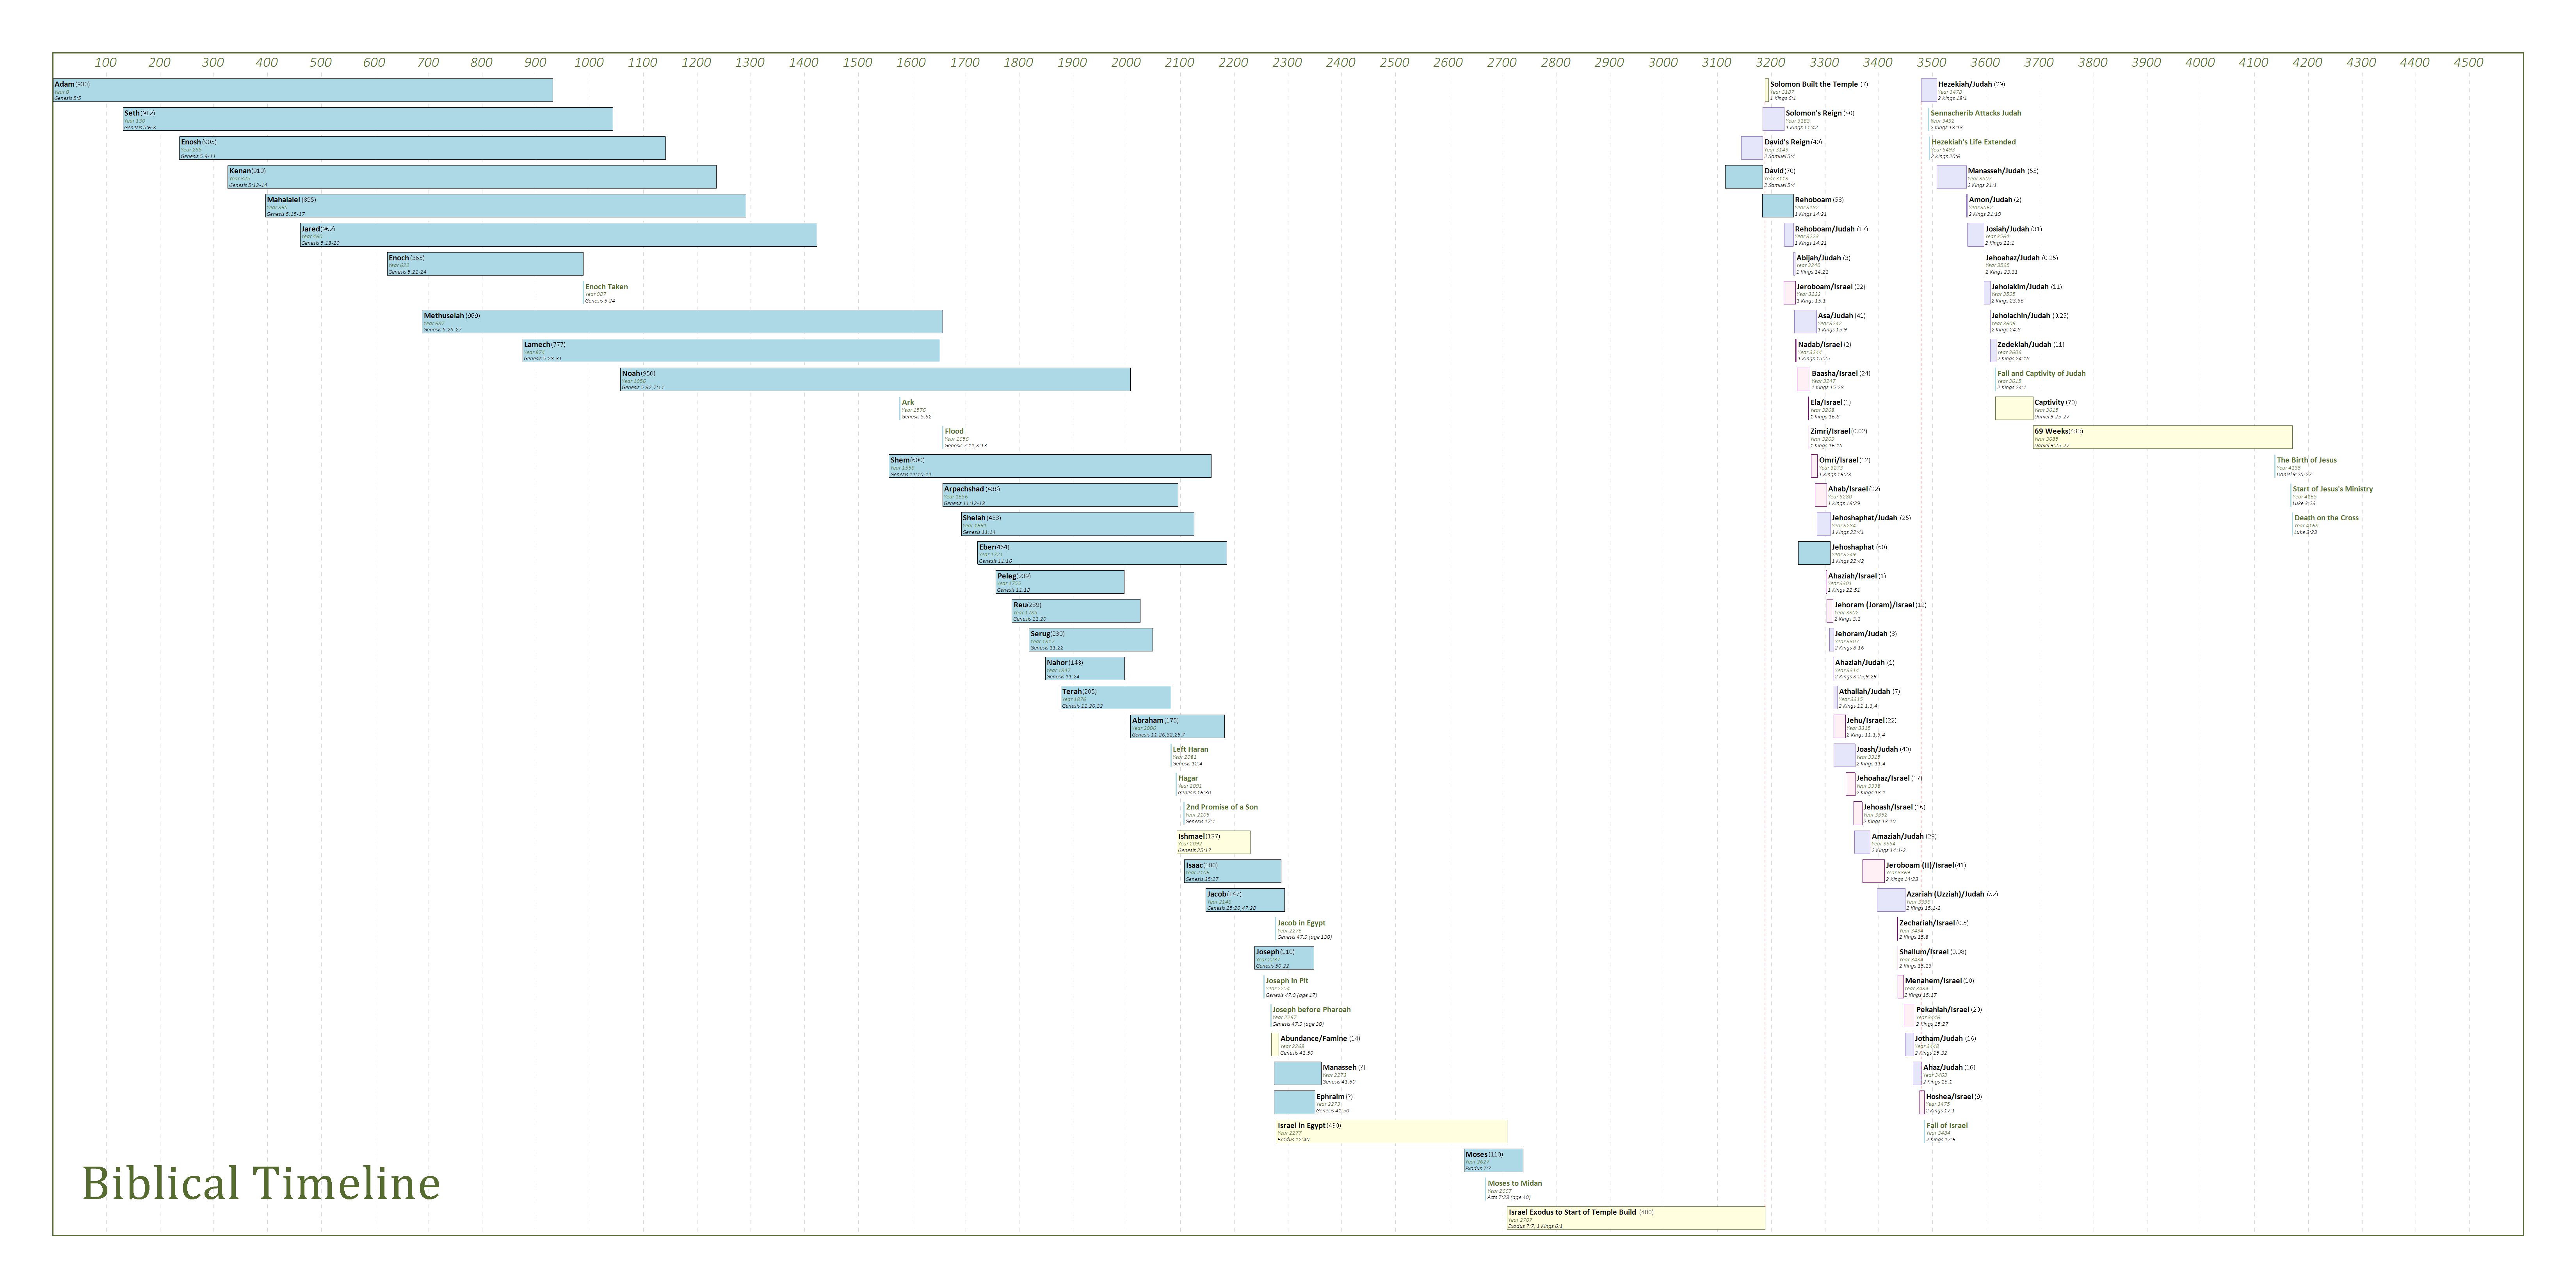 100 200 300 400 500 600 700 800 900 1000 1100 1200 1300 1400 1500 1600 1700 1800 1900 2000 2100 2200 2300 2400 2500 2600 2700 2800 2900 3000 3100 3200 3300 3400 3500 3600 3700 3800 3900 4000 4100 4200 4300 4400 4500
Adam (930)
Year 0
Genesis 5:5
Seth (912)
Year 130
Genesis 5:6-8
Enosh (905)
Year 235
Genesis 5:9-11
Kenan (910)
Year 325
Genesis 5:12-14
Mahalalel (895)
Year 395
Genesis 5:15-17
Jared (962)
Year 460
Genesis 5:18-20
Enoch (365)
Year 622
Genesis 5:21-24
Enoch Taken
Year 987
Genesis 5:24
Methuselah (969)
Year 687
Genesis 5:25-27
Lamech (777)
Year 874
Genesis 5:28-31
Noah (950)
Year 1056
Genesis 5:32,7:11
Ark
Year 1576
Genesis 5:32
Flood
Year 1656
Genesis 7:11,8:13
Shem (600)
Year 1556
Genesis 11:10-11
Arpachshad (438)
Year 1656
Genesis 11:12-13
Shelah (433)
Year 1691
Genesis 11:14
Eber (464)
Year 1721
Genesis 11:16
Peleg (239)
Year 1755
Genesis 11:18
Reu (239)
Year 1785
Genesis 11:20
Serug (230)
Year 1817
Genesis 11:22
Nahor (148)
Year 1847
Genesis 11:24
Terah (205)
Year 1876
Genesis 11:26,32
Abraham (175)
Year 2006
Genesis 11:26,32,25:7
Left Haran
Year 2081
Genesis 12:4
Hagar
Year 2091
Genesis 16:30
2nd Promise of a Son
Year 2105
Genesis 17:1
Ishmael (137)
Year 2092
Genesis 25:17
Isaac (180)
Year 2106
Genesis 35:27
Jacob (147)
Year 2146
Genesis 25:20,47:28
Jacob in Egypt
Year 2276
Genesis 47:9 (age 130)
Joseph (110)
Year 2237
Genesis 50:22
Joseph in Pit
Year 2254
Genesis 47:9 (age 17)
Joseph before Pharoah
Year 2267
Genesis 47:9 (age 30)
Abundance/Famine (14)
Year 2268
Genesis 41:50
Manasseh (?)
Year 2273
Genesis 41:50
Ephraim (?)
Year 2273
Genesis 41:50
Israel in Egypt (430)
Year 2277
Exodus 12:40
Moses (110)
Year 2627
Exodus 7:7
Moses to Midan
Year 2667
Acts 7:23 (age 40)
Israel Exodus to Start of Temple Build (480)
Year 2707
Exodus 7:7; 1 Kings 6:1
Solomon Built the Temple (7)
Year 3187
1 Kings 6:1
Solomon's Reign (40)
Year 3183
1 Kings 11:42
David's Reign (40)
Year 3143
2 Samuel 5:4
David (70)
Year 3113
2 Samuel 5:4
Rehoboam (58)
Year 3182
1 Kings 14:21
Rehoboam/Judah (17)
Year 3223
1 Kings 14:21
Abijah/Judah (3)
Year 3240
1 Kings 14:21
Jeroboam/Israel (22)
Year 3222
1 Kings 15:1
Asa/Judah (41)
Year 3242
1 Kings 15:9
Nadab/Israel (2)
Year 3244
1 Kings 15:25
Baasha/Israel (24)
Year 3247
1 Kings 15:28
Ela/Israel (1)
Year 3268
1 Kings 16:8
Zimri/Israel (0.02)
Year 3269
1 Kings 16:15
Omri/Israel (12)
Year 3273
1 Kings 16:23
Ahab/Israel (22)
Year 3280
1 Kings 16:29
Jehoshaphat/Judah (25)
Year 3284
1 Kings 22:41
Jehoshaphat (60)
Year 3249
1 Kings 22:42
Ahaziah/Israel (1)
Year 3301
1 Kings 22:51
Jehoram (Joram)/Israel (12)
Year 3302
2 Kings 3:1
Jehoram/Judah (8)
Year 3307
2 Kings 8:16
Ahaziah/Judah (1)
Year 3314
2 Kings 8:25,9:29
Athaliah/Judah (7)
Year 3315
2 Kings 11:1,3,4
Jehu/Israel (22)
Year 3315
2 Kings 11:1,3,4
Joash/Judah (40)
Year 3315
2 Kings 11:4
Jehoahaz/Israel (17)
Year 3338
2 Kings 13:1
Jehoash/Israel (16)
Year 3352
2 Kings 13:10
Amaziah/Judah (29)
Year 3354
2 Kings 14:1-2
Jeroboam (II)/Israel (41)
Year 3369
2 Kings 14:23
Azariah (Uzziah)/Judah (52)
Year 3396
2 Kings 15:1-2
Zechariah/Israel (0.5)
Year 3434
2 Kings 15:8
Shallum/Israel (0.08)
Year 3434
2 Kings 15:13
Menahem/Israel (10)
Year 3434
2 Kings 15:17
Pekahiah/Israel (20)
Year 3446
2 Kings 15:27
Jotham/Judah (16)
Year 3448
2 Kings 15:32
Ahaz/Judah (16)
Year 3463
2 Kings 16:1
Hoshea/Israel (9)
Year 3475
2 Kings 17:1
Fall of Israel
Year 3484
2 Kings 17:6
Hezekiah/Judah (29)
Year 3478
2 Kings 18:1
Sennacherib Attacks Judah
Year 3492
2 Kings 18:13
Hezekiah's Life Extended
Year 3493
2 Kings 20:6
Manasseh/Judah (55)
Year 3507
2 Kings 21:1
Amon/Judah (2)
Year 3562
2 Kings 21:19
Josiah/Judah (31)
Year 3564
2 Kings 22:1
Jehoahaz/Judah (0.25)
Year 3595
2 Kings 23:31
Jeholakim/Judah (11)
Year 3595
2 Kings 23:36
Jehoiachin/Judah (0.25)
Year 3606
2 Kings 24:8
Zedekiah/Judah (11)
Year 3606
2 Kings 24:18
Fall and Captivity of Judah
Year 3615
2 Kings 24:1
Captivity (70)
Year 3615
Daniel 9:25-27
69 Weeks (483)
Year 3685
Daniel 9:25-27
The Birth of Jesus
Year 4135
Daniel 9:25-27
Start of Jesus's Ministry
Year 4165
Luke 3:23
Death on the Cross
Year 4168
Luke 3:23
Biblical Timeline